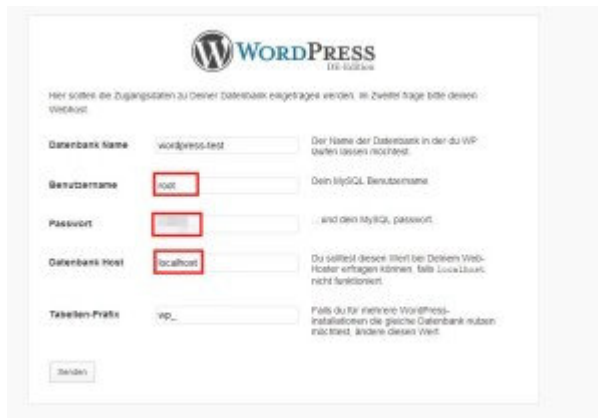 WORDPRESS
DE-Edition
Hier sollten die Zugangsdaten zu Deiner Datenbank eingetragen werden. Im Zweifel frage bitte deinen
Webhost.
Datenbank Name
wordpress-test
Der Name der Datenbank in der du WP
laufen lassen möchtest.
Benutzername
root
Dein MySQL Benutzername
Passwort
...und dein MySQL passwort.
Datenbank Host
localhost
Du solltest diesen Wert bei Deinem Web-
Hoster erfragen können, falls localhost
nicht funktioniert.
Tabellen-Präfix
wp_
Falls du für mehrere WordPress-
Installationen die gleiche Datenbank nutzen
möchtest, ändere diesen Wert.
Senden